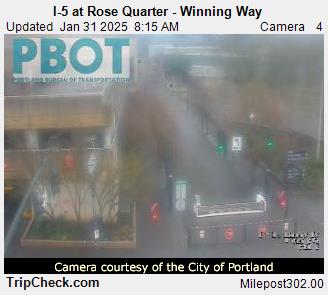 I-5 at Rose Quarter - Winning Way
Updated Jan 31 2025 8:15 AM Camera 4
PBOT
PORTLAND BUREAU OF TRANSPORTATION
Camera courtesy of the City of Portland
TripCheck.com Milepost302.00